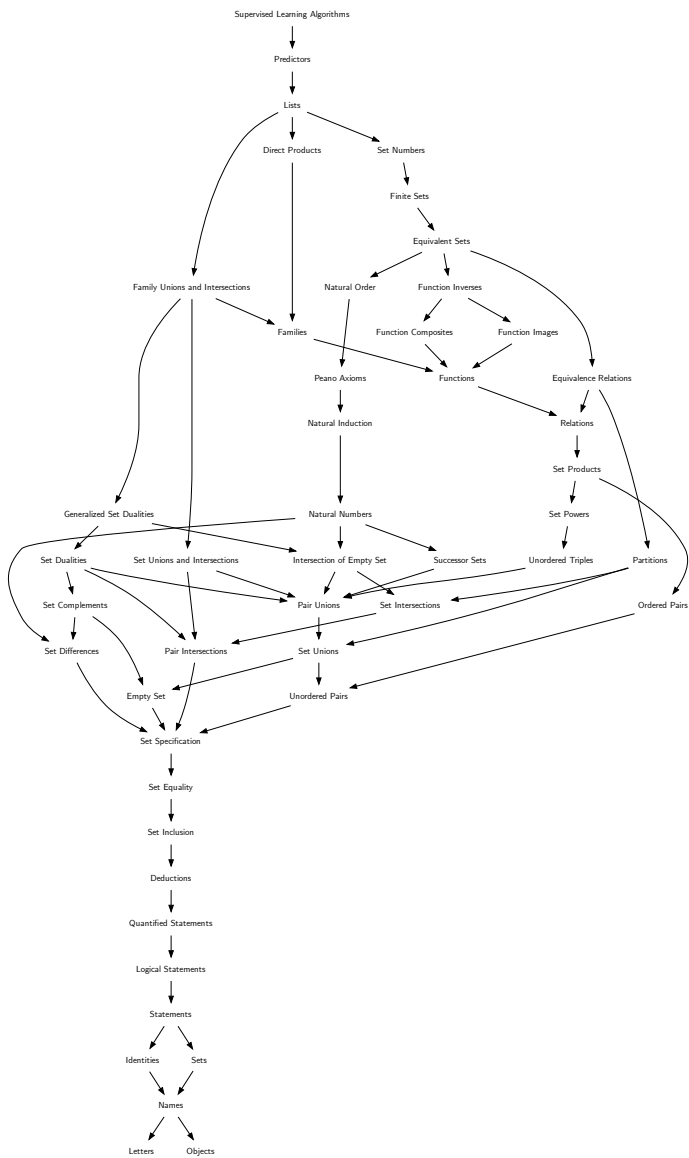 Supervised Learning Algorithms
Predictors
Lists
Direct Products
Set Numbers
Finite Sets
Equivalent Sets
Family Unions and Intersections
Natural Order
Function Inverses
Families
Function Composites
Function Images
Peano Axioms
Functions
Equivalence Relations
Natural Induction
Relations
Set Products
Generalized Set Dualities
Natural Numbers
Set Powers
Set Dualities
Set Unions and Intersections
Intersection of Empty Set
Successor Sets
Unordered Triples
Partitions
Set Complements
Pair Unions
Set Intersections
Ordered Pairs
Set Differences
Pair Intersections
Set Unions
Empty Set
Unordered Pairs
Set Specification
Set Equality
Set Inclusion
Deductions
Quantified Statements
Logical Statements
Statements
Identities
Sets
Names
Letters
Objects